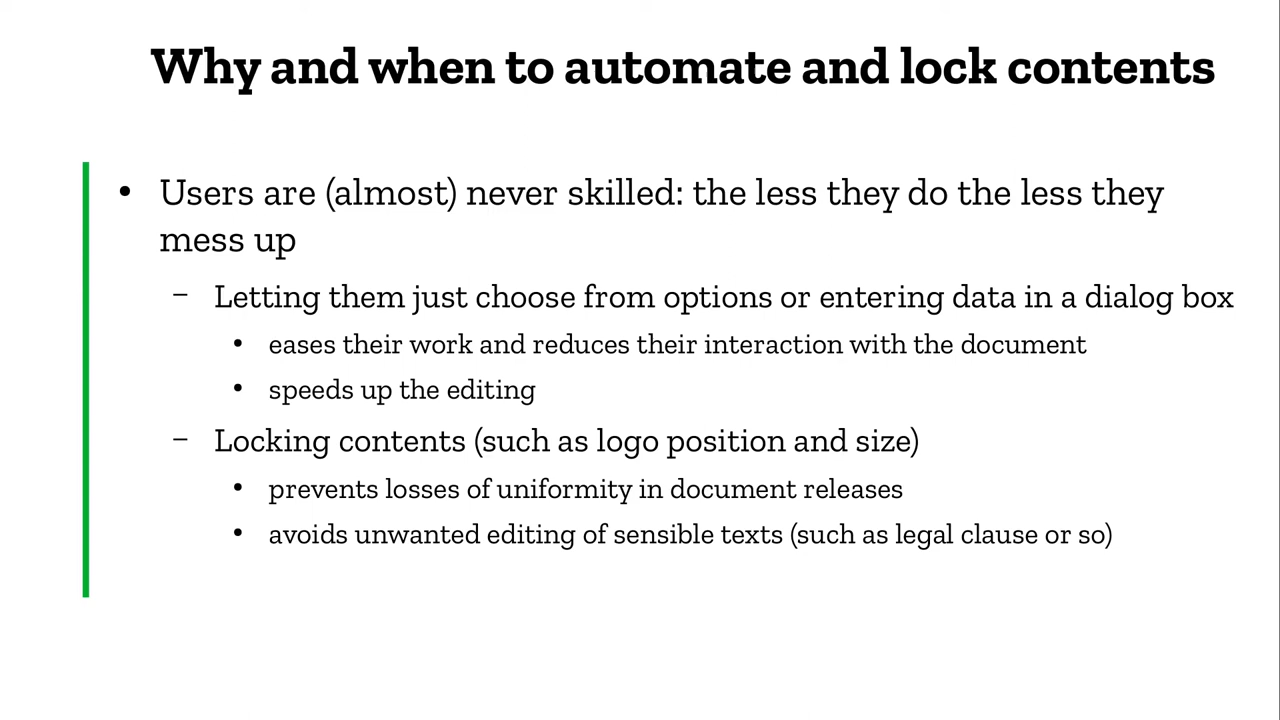 Why and when to automate and lock contents
• Users are (almost) never skilled: the less they do the less they
mess up
– Letting them just choose from options or entering data in a dialog box
• eases their work and reduces their interaction with the document
• speeds up the editing
– Locking contents (such as logo position and size)
• prevents losses of uniformity in document releases
• avoids unwanted editing of sensible texts (such as legal clause or so)